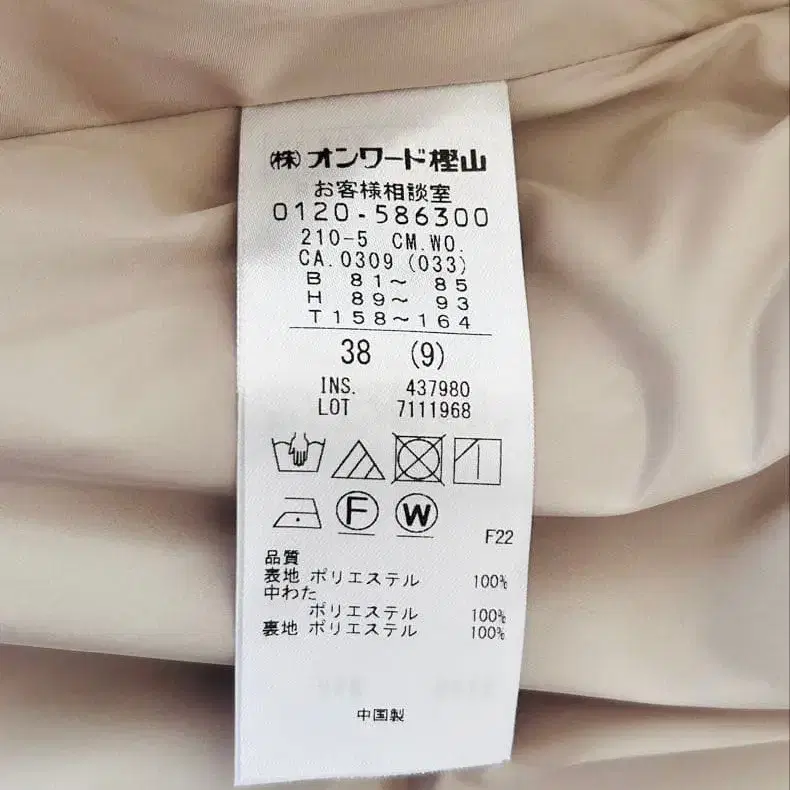 (株)オンワード樫山
お客様相談室
0120-586300
210-5 CM.WO.
CA.0309 (033)
B 81～ 85
H 89～ 93
T158～164
38 (9)
INS. 437980
LOT 7111968
F W
F22
品質
表地 ポリエステル 100%
中わた
ポリエステル 100%
裏地 ポリエステル 100%
中国製